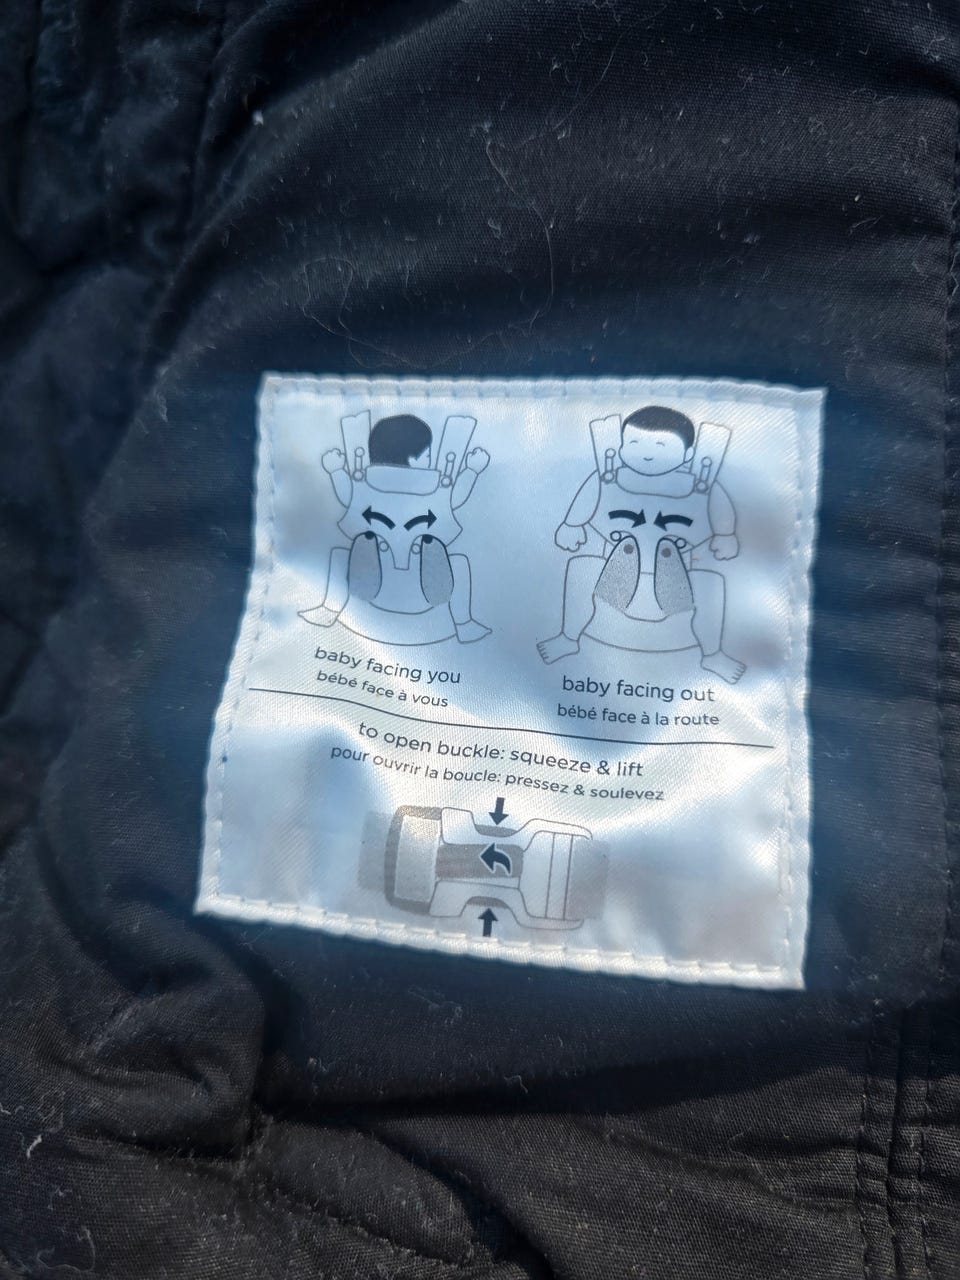 baby facing you
bébé face à vous
baby facing out
bébé face à la route
to open buckle: squeeze & lift
pour ouvrir la boucle: pressez & soulevez